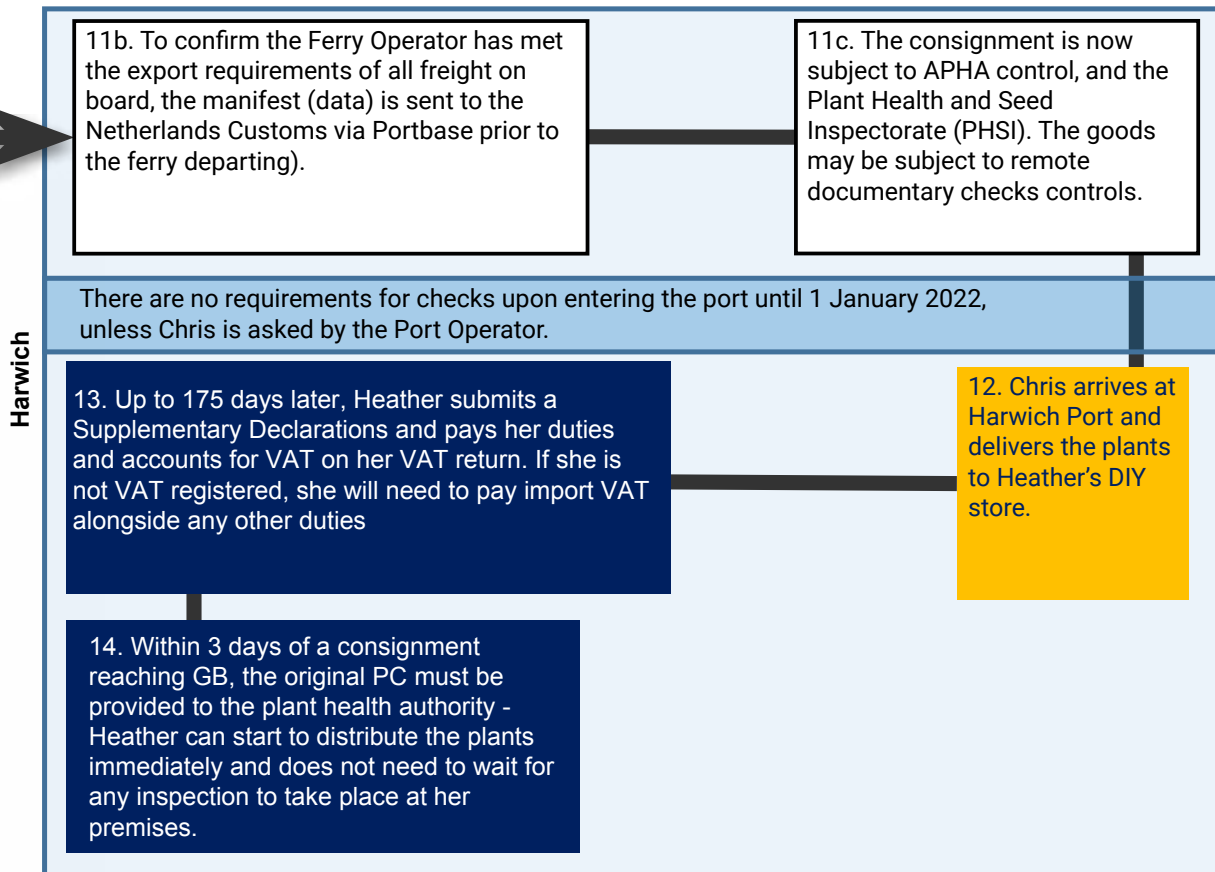 11b. To confirm the Ferry Operator has met
the export requirements of all freight on
board, the manifest (data) is sent to the
Netherlands Customs via Portbase prior to
the ferry departing).
11c. The consignment is now
subject to APHA control, and the
Plant Health and Seed
Inspectorate (PHSI). The goods
may be subject to remote
documentary checks controls.
There are no requirements for checks upon entering the port until 1 January 2022,
unless Chris is asked by the Port Operator.
Harwich
12. Chris arrives at
Harwich Port and
delivers the plants
to Heather’s DIY
store.
13. Up to 175 days later, Heather submits a
Supplementary Declarations and pays her duties
and accounts for VAT on her VAT return. If she is
not VAT registered, she will need to pay import VAT
alongside any other duties
14. Within 3 days of a consignment
reaching GB, the original PC must be
provided to the plant health authority -
Heather can start to distribute the plants
immediately and does not need to wait for
any inspection to take place at her
premises.